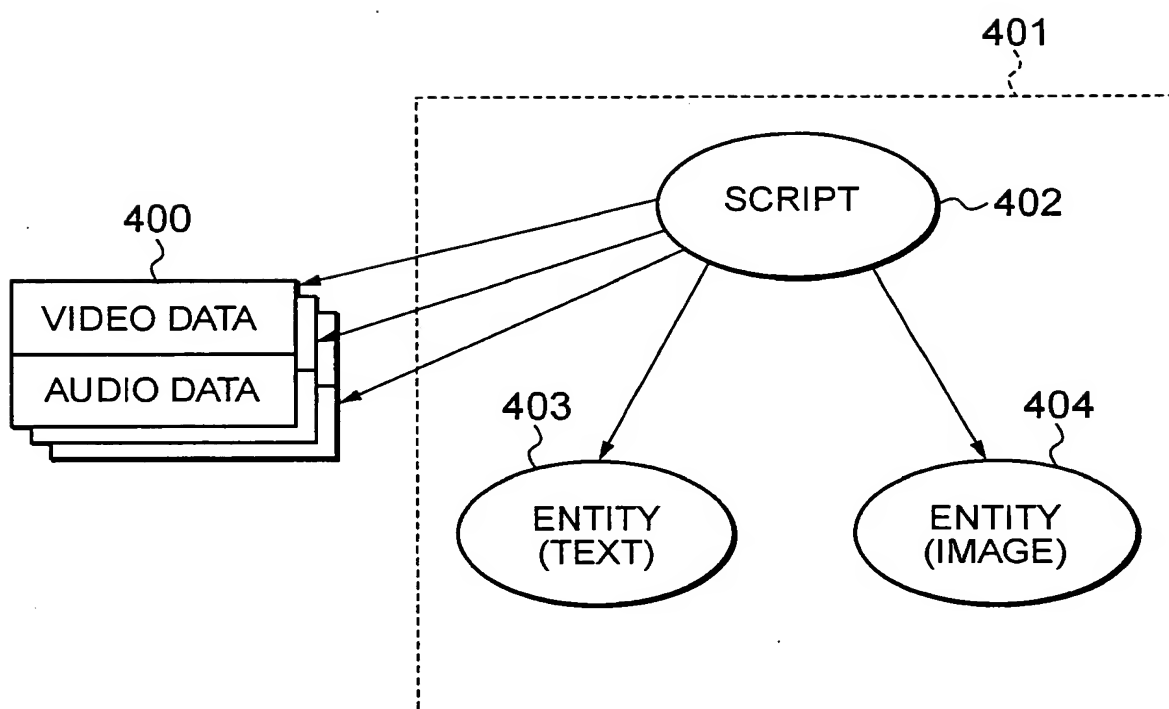 401
SCRIPT
402
400
VIDEO DATA
AUDIO DATA
403
404
ENTITY
(TEXT)
ENTITY
(IMAGE)